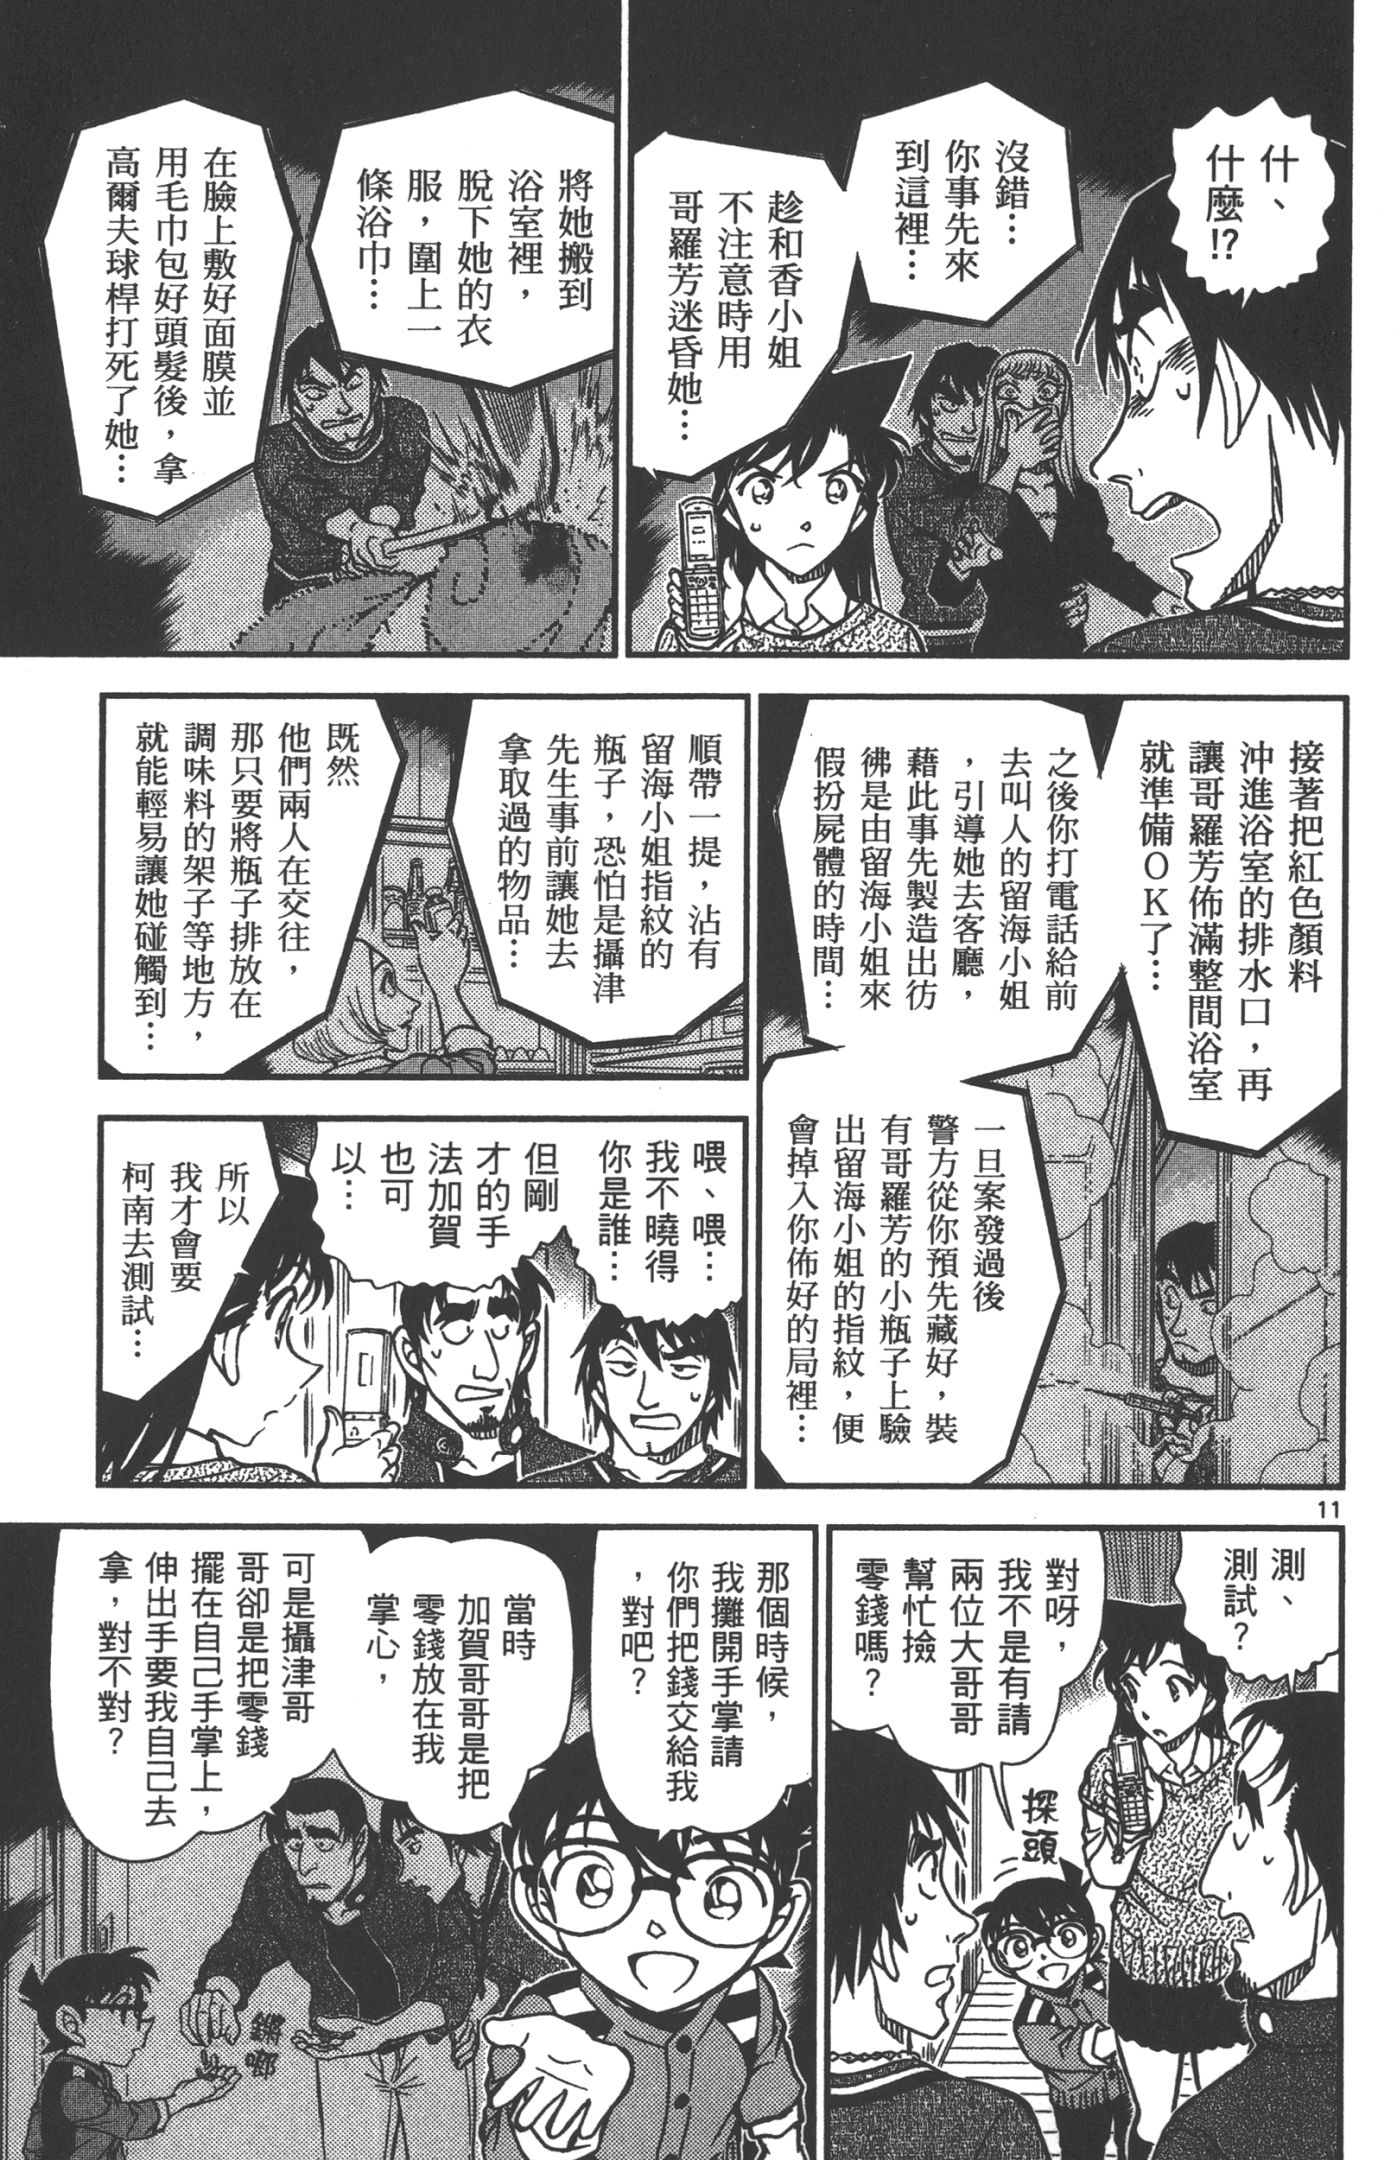 什、
什麼!?
沒錯…
你事先來
到這裡…
趁和香小姐
不注意時用
哥羅芳迷昏她…
將她搬到
浴室裡，
脫下她的衣
服，圍上一
條浴巾…
在臉上敷好面膜並
用毛巾包好頭髮後，拿
高爾夫球桿打死了她…
接著把紅色顏料
沖進浴室的排水口，再
讓哥羅芳佈滿整間浴室
就準備OK了…
之後你打電話給前
去叫人的留海小姐
，引導她去客廳，
藉此事先製造出彷
彿是由留海小姐來
假扮屍體的時間…
一旦案發過後
警方從你預先藏好，裝
有哥羅芳的小瓶子上驗
出留海小姐的指紋，便
會掉入你佈好的局裡…
順帶一提，沾有
留海小姐指紋的
瓶子，恐怕是攝津
先生事前讓她去
拿取過的物品…
既然
他們兩人在交往，
那只要將瓶子排放在
調味料的架子等地方，
就能輕易讓她碰觸到…
喂、喂…
我不曉得
你是誰…
但剛
才的手
法加賀
也可
以…
所以
我才會要
柯南去測試…
11
測、
測試？
對呀，
我不是有請
兩位大哥哥
幫忙撿
零錢嗎？
探頭
那個時候，
我攤開手掌請
你們把錢交給我
，對吧？
當時
加賀哥哥是把
零錢放在我
掌心，
可是攝津哥
哥卻是把零錢
擺在自己手掌上，
伸出手要我自己去
拿，對不對？
鏘啷